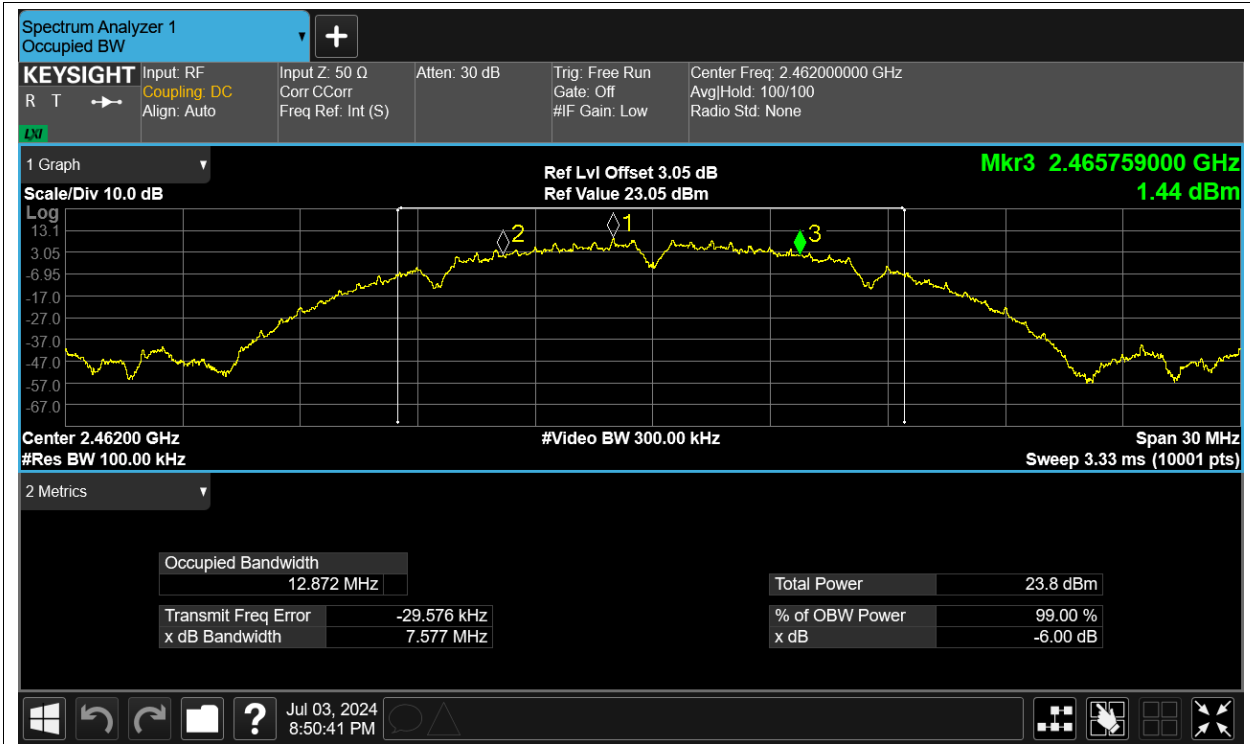 Spectrum Analyzer 1
Occupied BW
KEYSIGHT
R T
LXI
Input: RF
Coupling: DC
Align: Auto
Input Z: 50 Ω
Corr CCorr
Freq Ref: Int (S)
Atten: 30 dB
Trig: Free Run
Gate: Off
#IF Gain: Low
Center Freq: 2.462000000 GHz
Avg|Hold: 100/100
Radio Std: None
1 Graph
Scale/Div 10.0 dB
Ref Lvl Offset 3.05 dB
Ref Value 23.05 dBm
Mkr3 2.465759000 GHz
1.44 dBm
Log
13.1
3.05
-6.95
-17.0
-27.0
-37.0
-47.0
-57.0
-67.0
2
1
3
Center 2.46200 GHz
#Video BW 300.00 kHz
Span 30 MHz
#Res BW 100.00 kHz
Sweep 3.33 ms (10001 pts)
2 Metrics
Occupied Bandwidth
12.872 MHz
Total Power 23.8 dBm
Transmit Freq Error -29.576 kHz
% of OBW Power 99.00 %
x dB Bandwidth 7.577 MHz
x dB -6.00 dB
?
Jul 03, 2024
8:50:41 PM